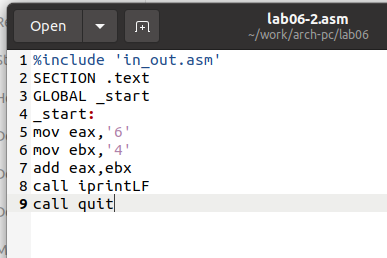 Open
lab06-2.asm
~/work/arch-pc/lab06
1 %include 'in_out.asm'
2 SECTION .text
3 GLOBAL _start
4 _start:
5 mov eax,'6'
6 mov ebx,'4'
7 add eax,ebx
8 call iprintLF
9 call quit